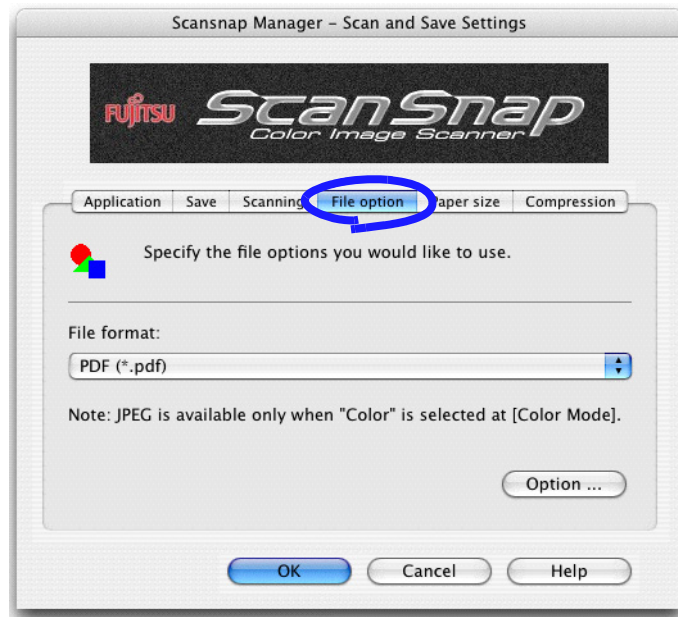 Scansnap Manager – Scan and Save Settings
FUJITSU ScanSnap
Color Image Scanner
Application Save Scanning File option Paper size Compression
Specify the file options you would like to use.
File format:
PDF (*.pdf)
Note: JPEG is available only when "Color" is selected at [Color Mode].
Option ...
OK Cancel Help